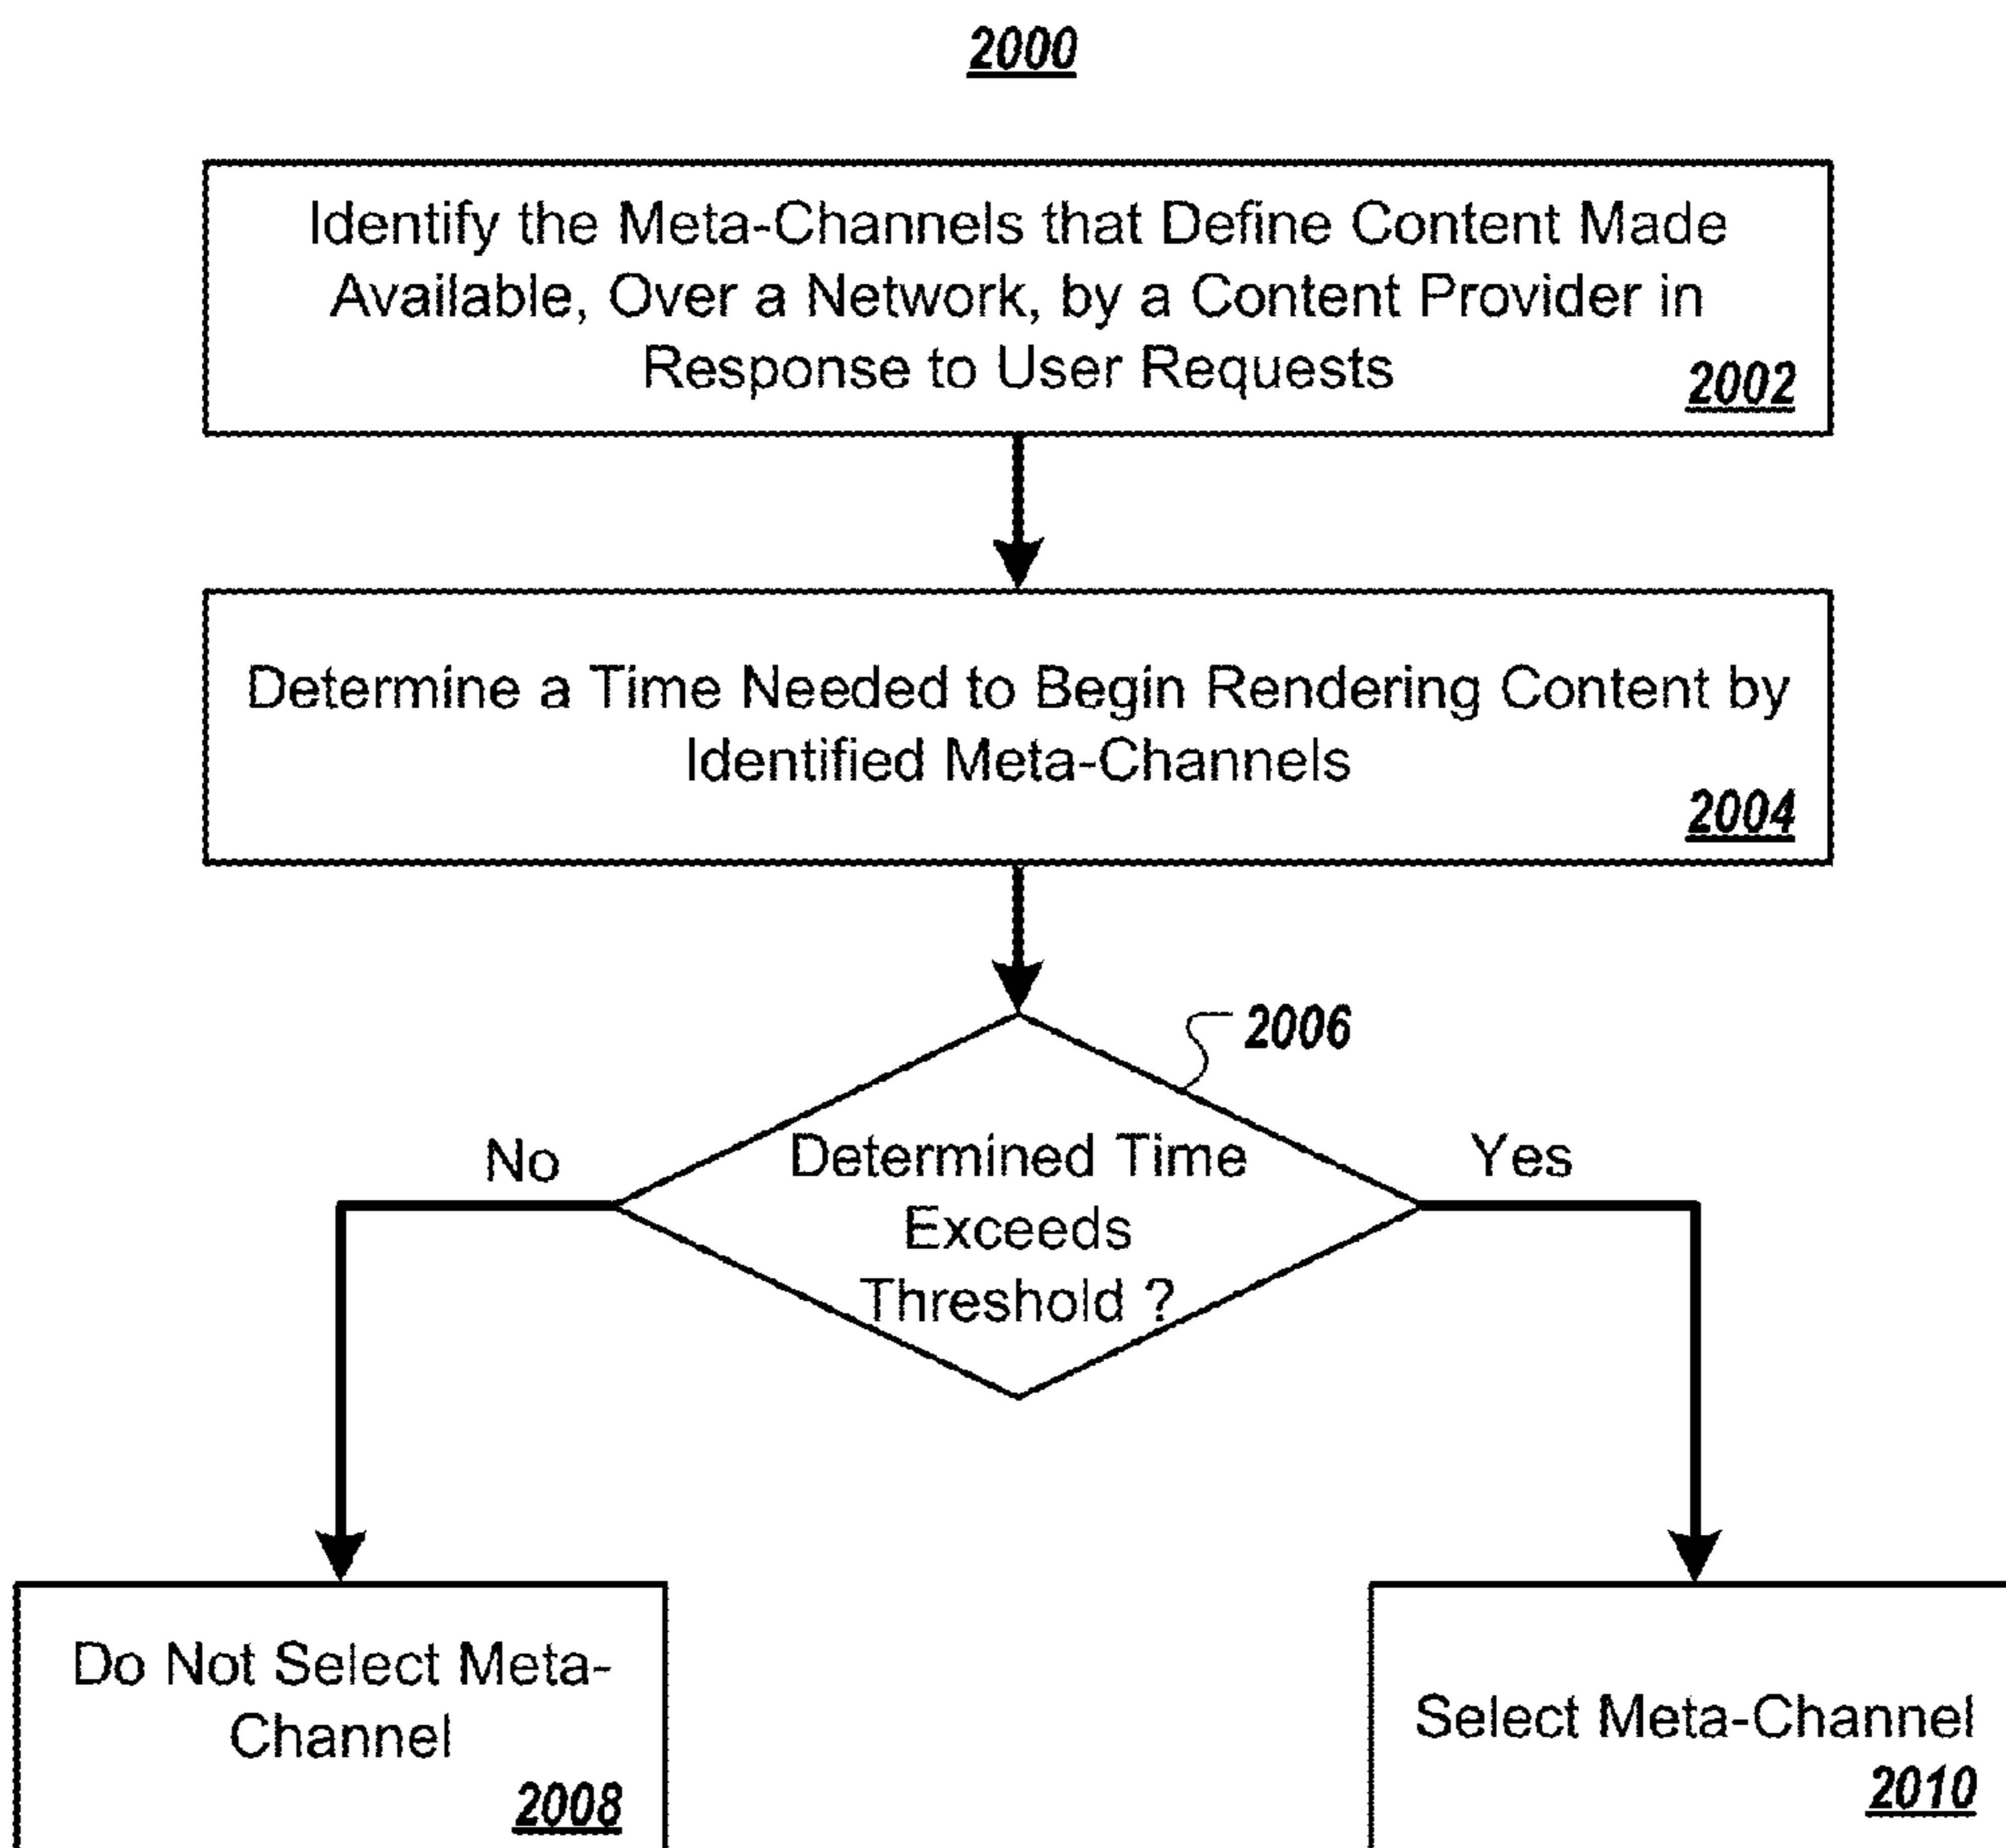 2000
Identify the Meta-Channels that Define Content Made
Available, Over a Network, by a Content Provider in
Response to User Requests
2002
Determine a Time Needed to Begin Rendering Content by
Identified Meta-Channels
2004
2006
No
Yes
Determined Time
Exceeds
Threshold ?
Do Not Select Meta-
Channel
2008
Select Meta-Channel
2010